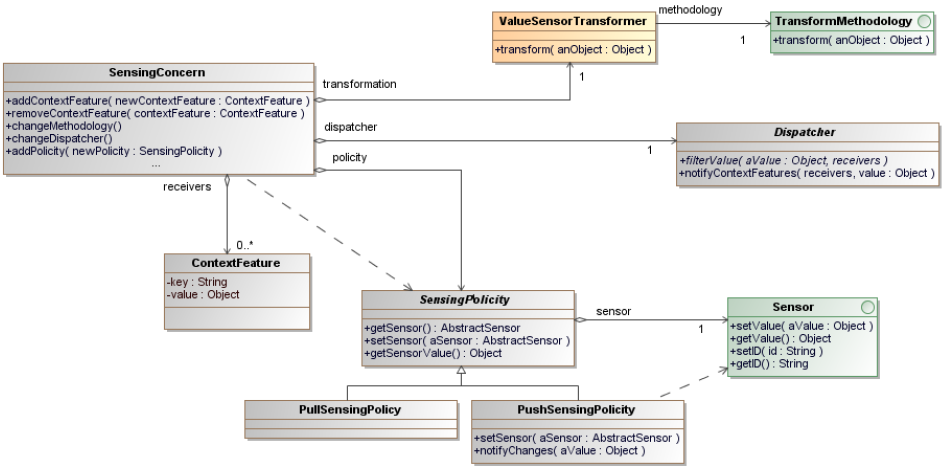 methodology
ValueSensorTransformer
+transform( anObject : Object )
1
TransformMethodology
+transform( anObject : Object )
SensingConcern
+addContextFeature( newContextFeature : ContextFeature )
+removeContextFeature( contextFeature : ContextFeature )
+changeMethodology()
+changeDispatcher()
+addPolicity( newPolicity : SensingPolicity )
...
transformation
1
dispatcher
1
policity
Dispatcher
+filterValue( aValue : Object, receivers )
+notifyContextFeatures( receivers, value : Object )
receivers
0..*
ContextFeature
-key : String
-value : Object
SensingPolicity
+getSensor() : AbstractSensor
+setSensor( aSensor : AbstractSensor )
+getSensorValue() : Object
sensor
1
Sensor
+setValue( aValue : Object )
+getValue() : Object
+setID( id : String )
+getID() : String
PullSensingPolicy
PushSensingPolicity
+setSensor( aSensor : AbstractSensor )
+notifyChanges( aValue : Object )